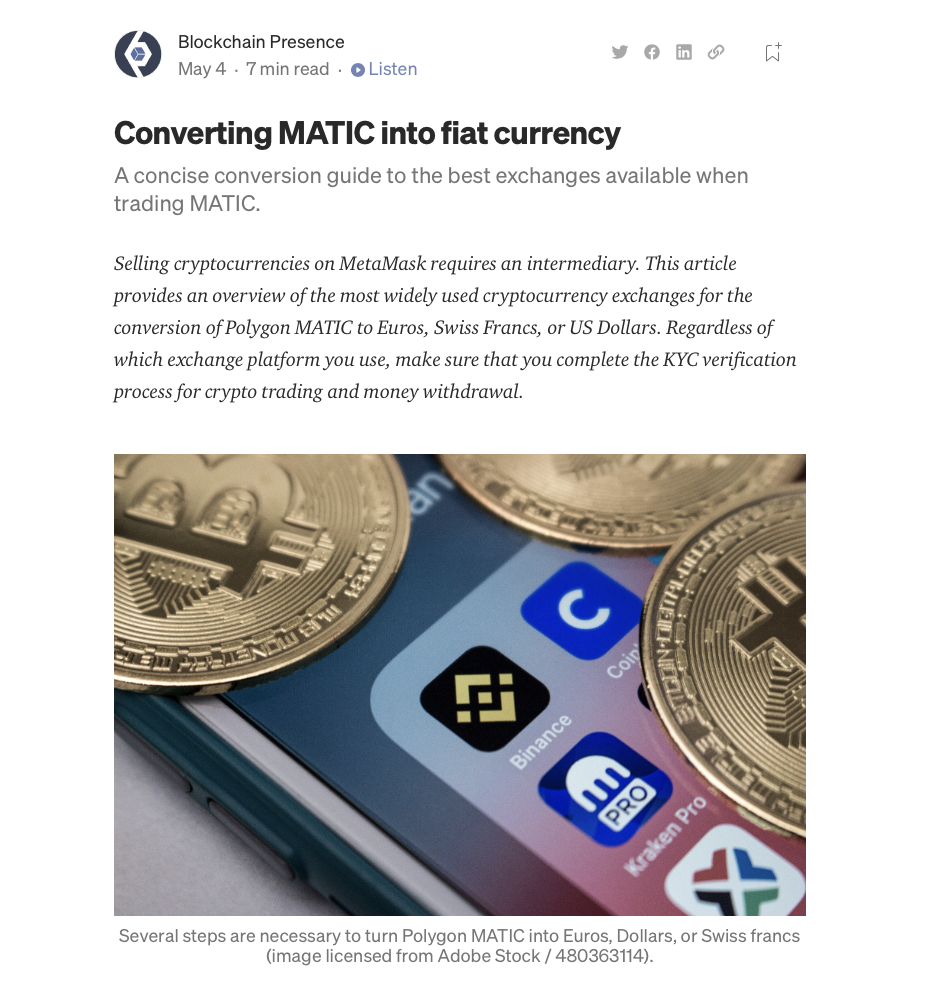 Blockchain Presence
May 4 · 7 min read · Listen
Converting MATIC into fiat currency
A concise conversion guide to the best exchanges available when
trading MATIC.
Selling cryptocurrencies on MetaMask requires an intermediary. This article
provides an overview of the most widely used cryptocurrency exchanges for the
conversion of Polygon MATIC to Euros, Swiss Francs, or US Dollars. Regardless of
which exchange platform you use, make sure that you complete the KYC verification
process for crypto trading and money withdrawal.
Binance
PRO
Kraken Pro
Several steps are necessary to turn Polygon MATIC into Euros, Dollars, or Swiss francs
(image licensed from Adobe Stock / 480363114).